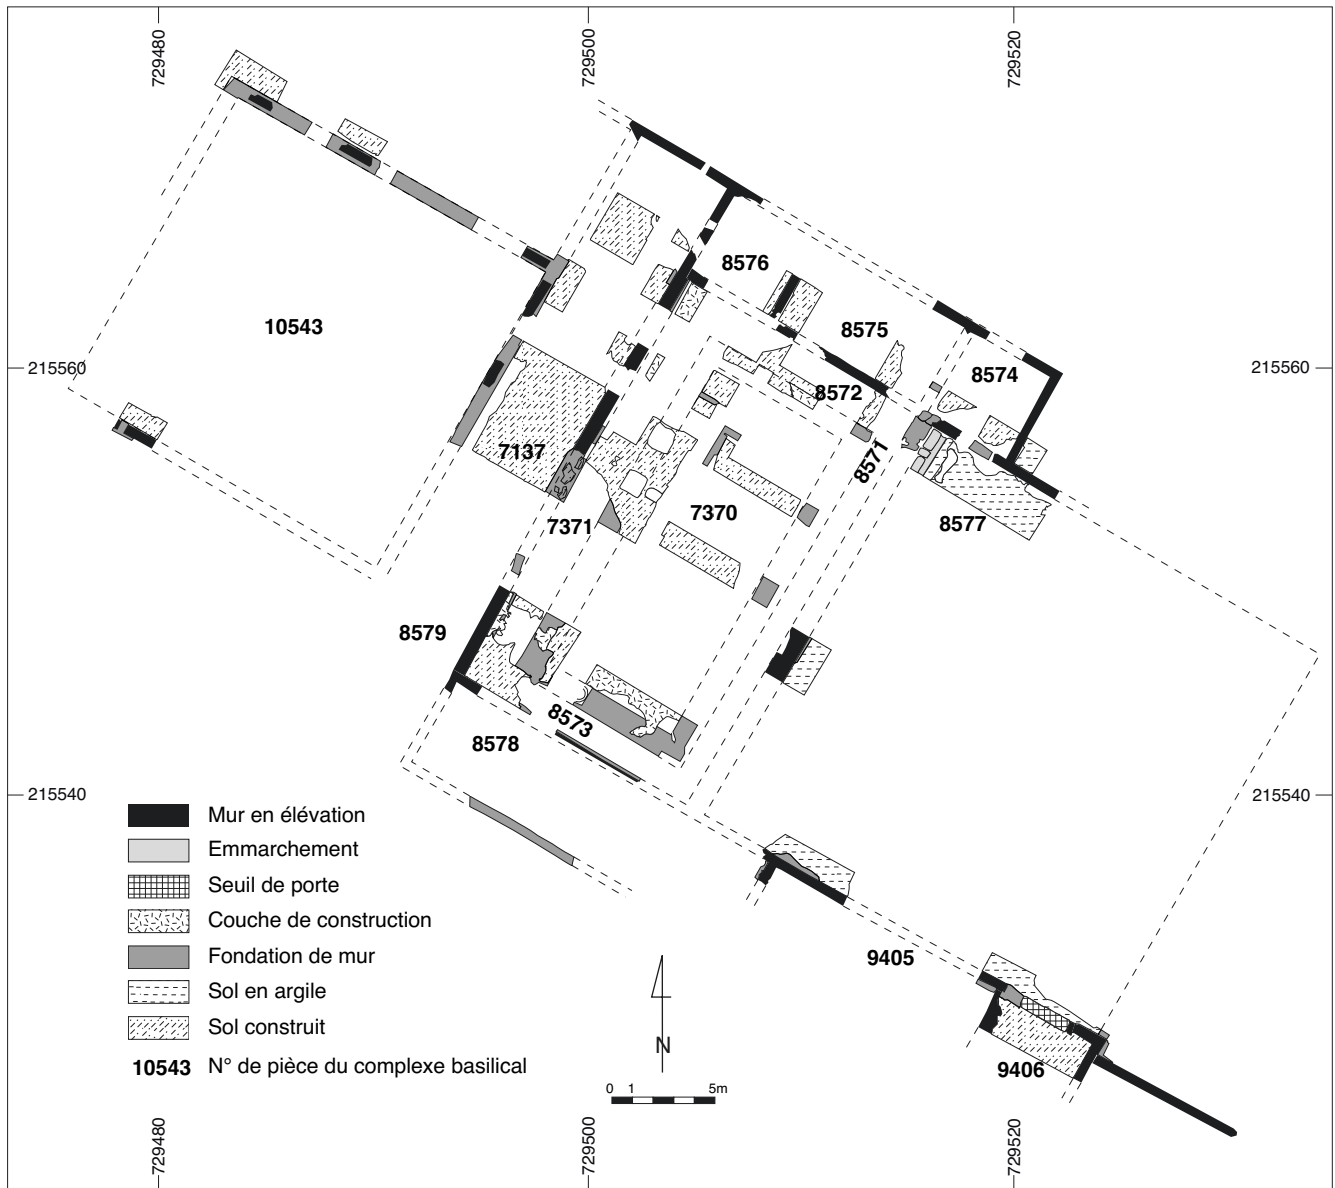 729480
729500
729520
8576
10543
8575
215560
215560
8574
8572
7137
8571
7371
7370
8577
8579
8573
8578
215540
215540
Mur en élévation
Emmarchement
Seuil de porte
Couche de construction
Fondation de mur
Sol en argile
Sol construit
10543 N° de pièce du complexe basilical
9405
N
0 1 5m
9406
729480
729500
729520